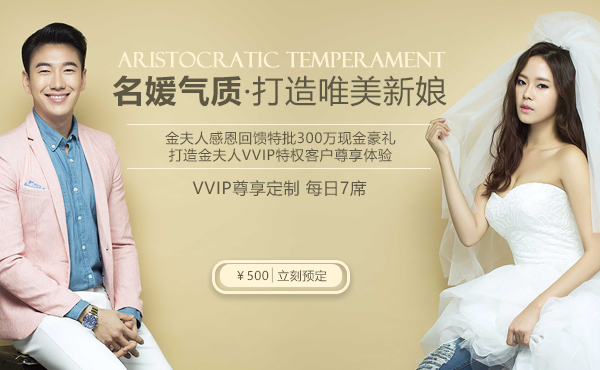 ARISTOCRATIC TEMPERAMENT
名媛气质·打造唯美新娘
金夫人感恩回馈特批300万现金豪礼
打造金夫人VVIP特权客户尊享体验
VVIP尊享定制 每日7席
¥500|立刻预定